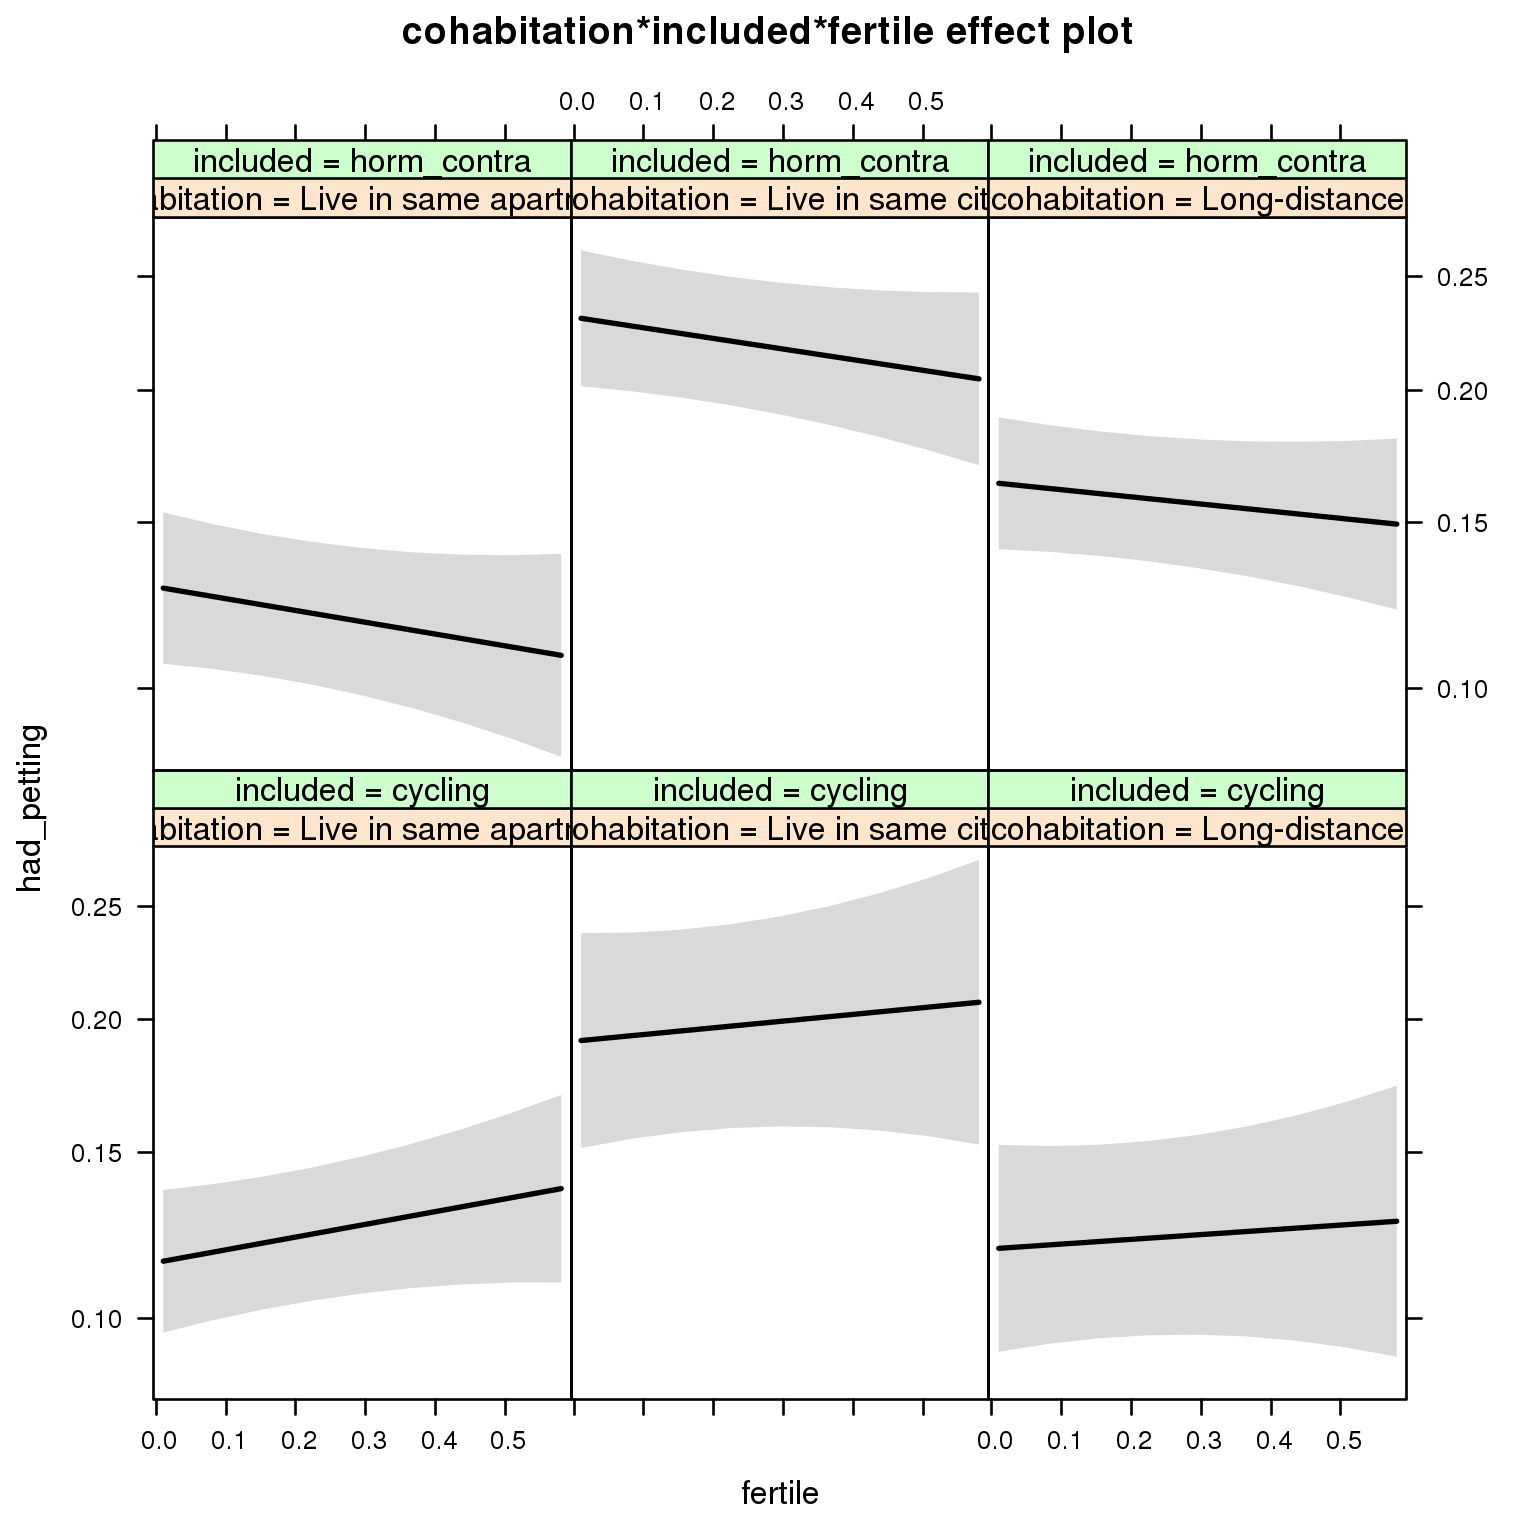 cohabitation*included*fertile effect plot
0.0 0.1 0.2 0.3 0.4 0.5
included = horm_contra included = horm_contra included = horm_contra
abitation = Live in same apartm ohabitation = Live in same cit cohabitation = Long-distance
0.25
0.20
0.15
0.10
had_petting
included = cycling included = cycling included = cycling
abitation = Live in same apartm ohabitation = Live in same cit cohabitation = Long-distance
0.25
0.20
0.15
0.10
0.0 0.1 0.2 0.3 0.4 0.5 0.0 0.1 0.2 0.3 0.4 0.5
fertile